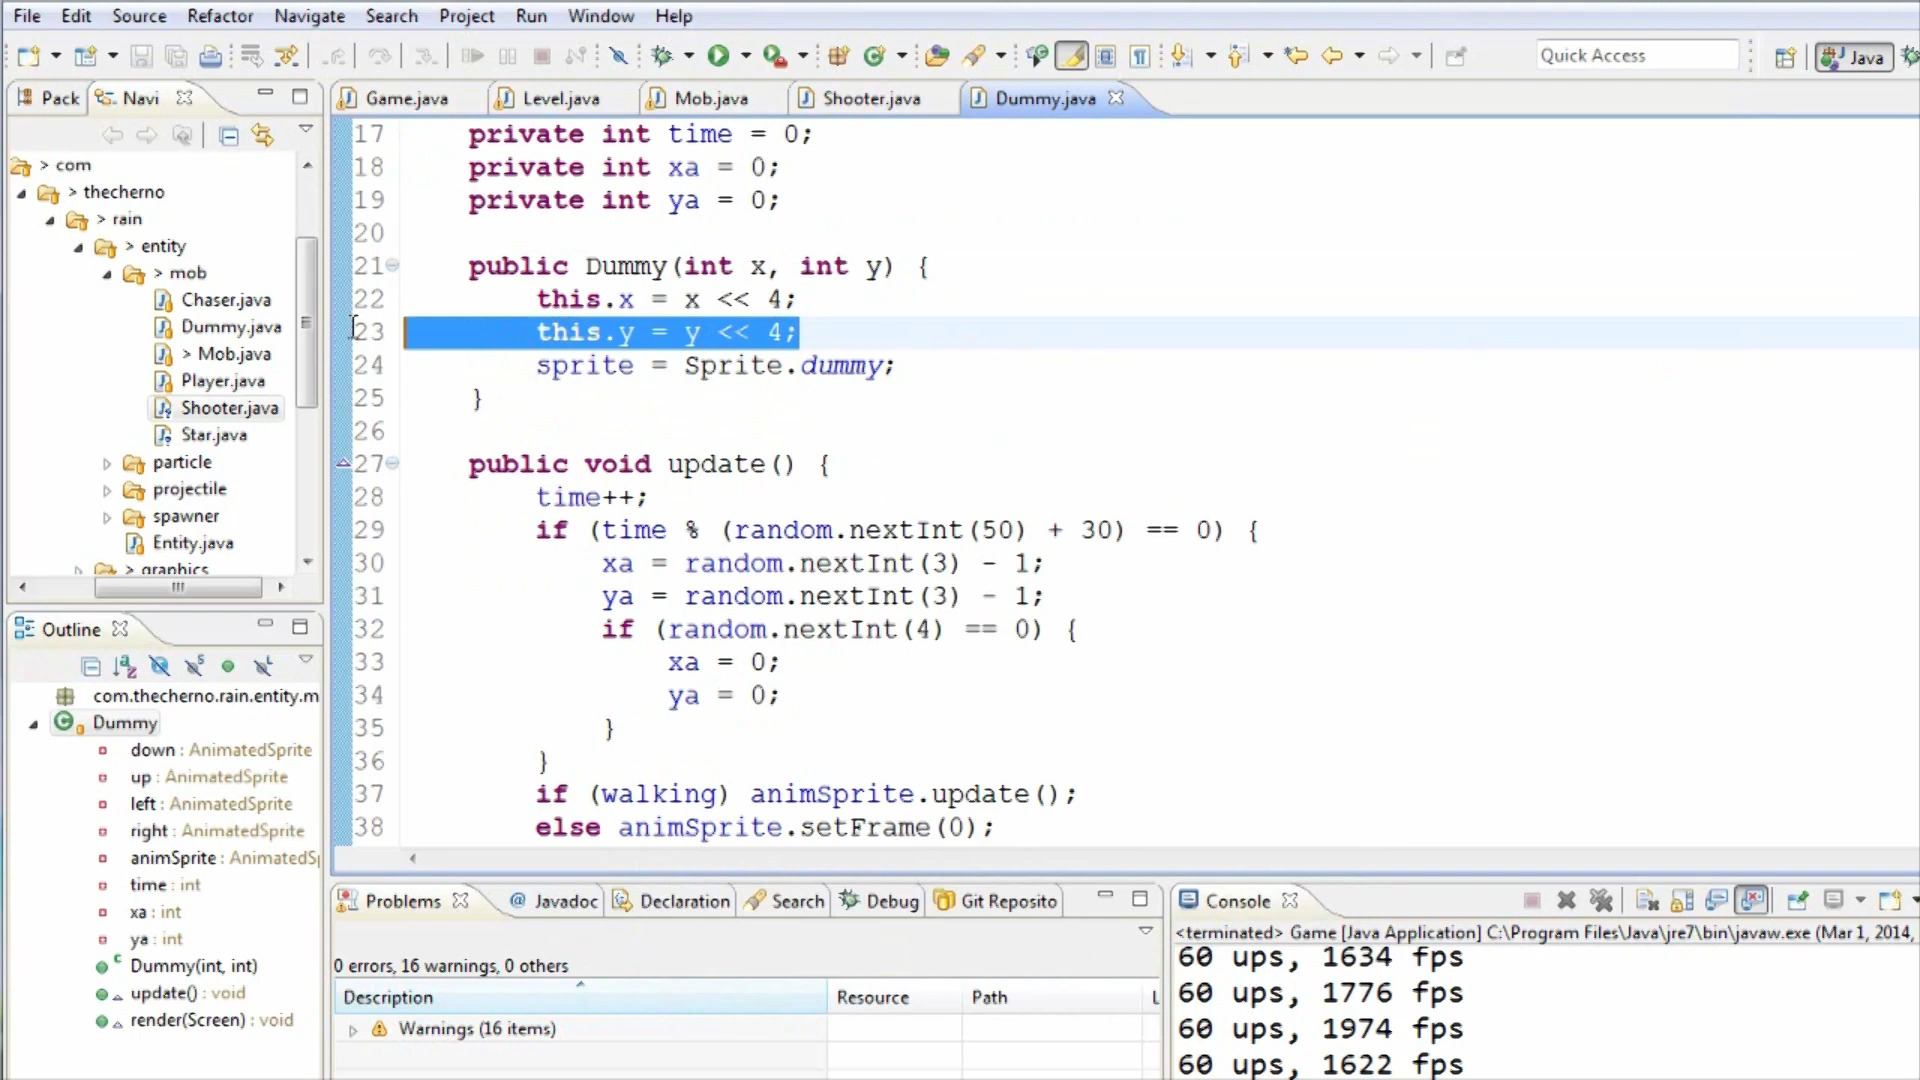 File Edit Source Refactor Navigate Search Project Run Window Help
Quick Access
Java
Pack Navi
Game.java Level.java Mob.java Shooter.java Dummy.java
> com
> thecherno
> rain
> entity
> mob
Chaser.java
Dummy.java
> Mob.java
Player.java
Shooter.java
Star.java
particle
projectile
spawner
Entity.java
> graphics
17 private int time = 0;
18 private int xa = 0;
19 private int ya = 0;
20
21 public Dummy(int x, int y) {
22 this.x = x << 4;
23 this.y = y << 4;
24 sprite = Sprite.dummy;
25 }
26
27 public void update() {
28 time++;
29 if (time % (random.nextInt(50) + 30) == 0) {
30 xa = random.nextInt(3) - 1;
31 ya = random.nextInt(3) - 1;
32 if (random.nextInt(4) == 0) {
33 xa = 0;
34 ya = 0;
35 }
36 }
37 if (walking) animSprite.update();
38 else animSprite.setFrame(0);
Outline
com.thecherno.rain.entity.m
Dummy
down : AnimatedSprite
up : AnimatedSprite
left : AnimatedSprite
right : AnimatedSprite
animSprite : AnimatedS
time : int
xa : int
ya : int
Dummy(int, int)
update() : void
render(Screen) : void
Problems Javadoc Declaration Search Debug Git Reposito
0 errors, 16 warnings, 0 others
Description Resource Path L
Warnings (16 items)
Console
<terminated> Game [Java Application] C:\Program Files\Java\jre7\bin\javaw.exe (Mar 1, 2014,
60 ups, 1634 fps
60 ups, 1776 fps
60 ups, 1974 fps
60 ups, 1622 fps